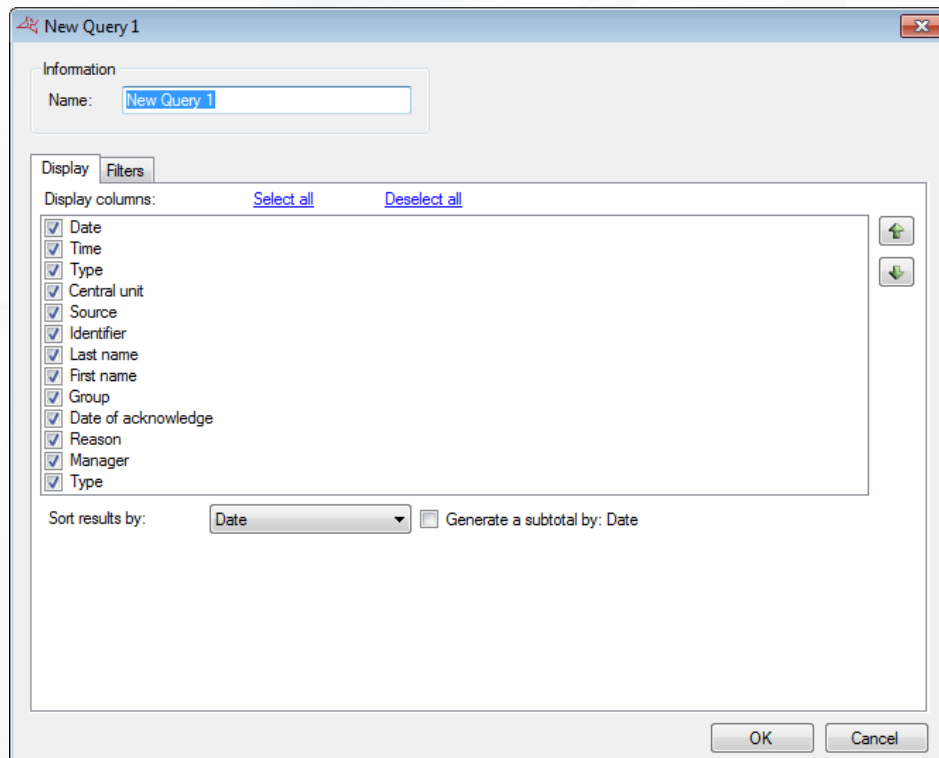 New Query 1
Information
Name: New Query 1
Display Filters
Display columns: Select all Deselect all
Date
Time
Type
Central unit
Source
Identifier
Last name
First name
Group
Date of acknowledge
Reason
Manager
Type
Sort results by: Date Generate a subtotal by: Date
OK Cancel